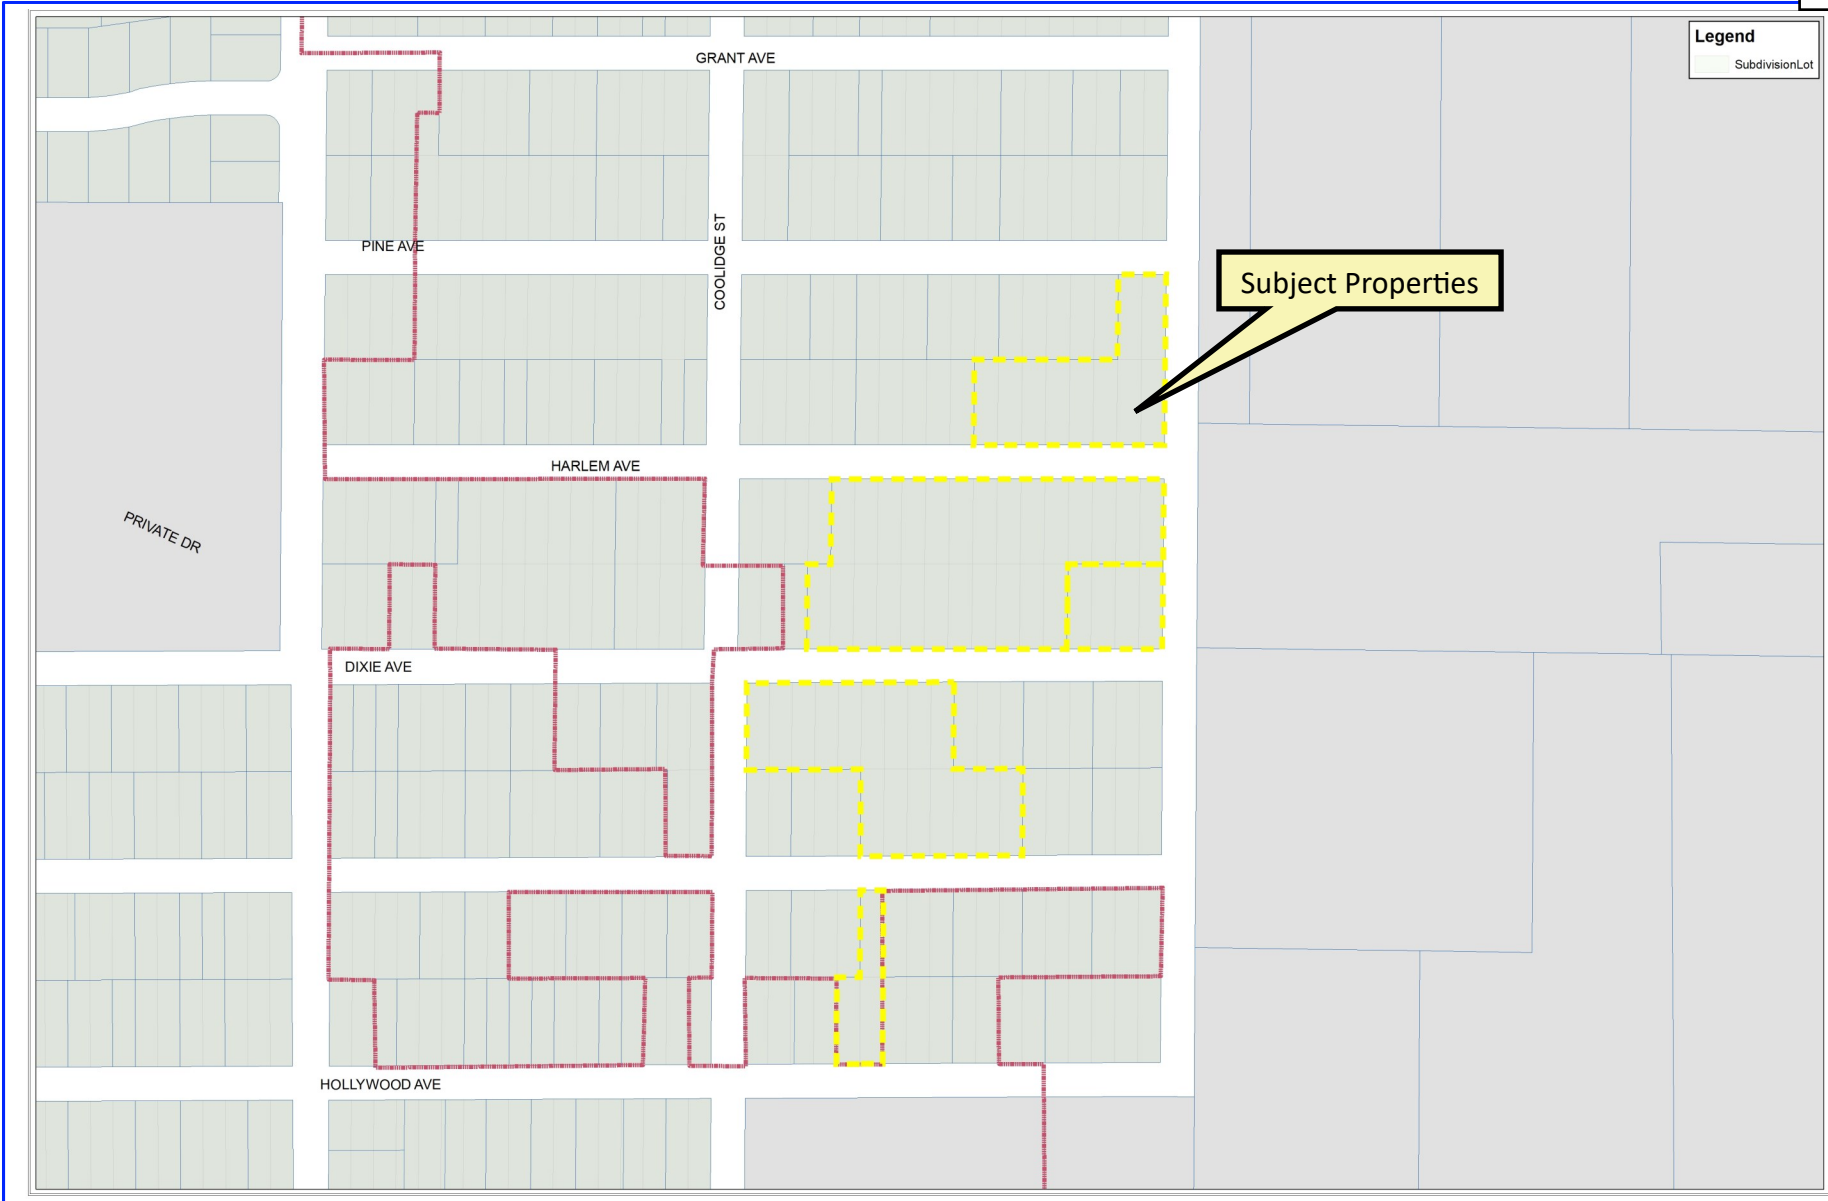 Legend
SubdivisionLot
GRANT AVE
COOLIDGE ST
PINE AVE
Subject Properties
HARLEM AVE
PRIVATE DR
DIXIE AVE
HOLLYWOOD AVE